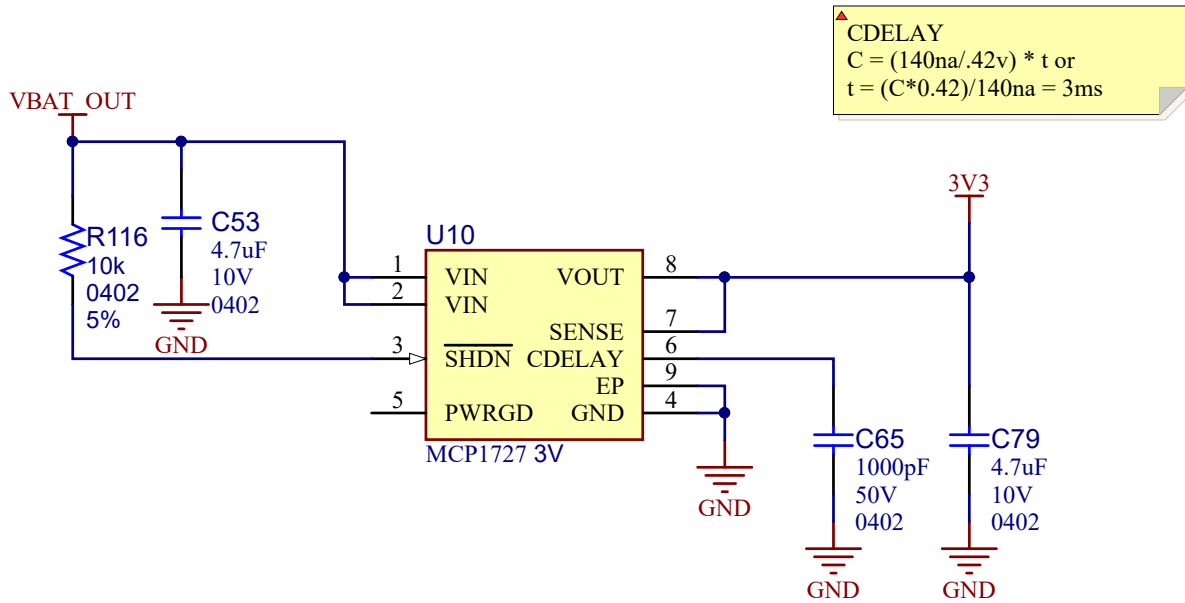 CDELAY
C = (140na/.42v) * t or
t = (C*0.42)/140na = 3ms
VBAT_OUT
R116
10k
0402
5%
C53
4.7uF
10V
0402
GND
U10
1
VIN
2
VIN
3
SHDN
5
PWRGD
VOUT
8
SENSE
7
CDELAY
6
EP
9
GND
4
MCP1727 3V
GND
3V3
C65
1000pF
50V
0402
GND
C79
4.7uF
10V
0402
GND